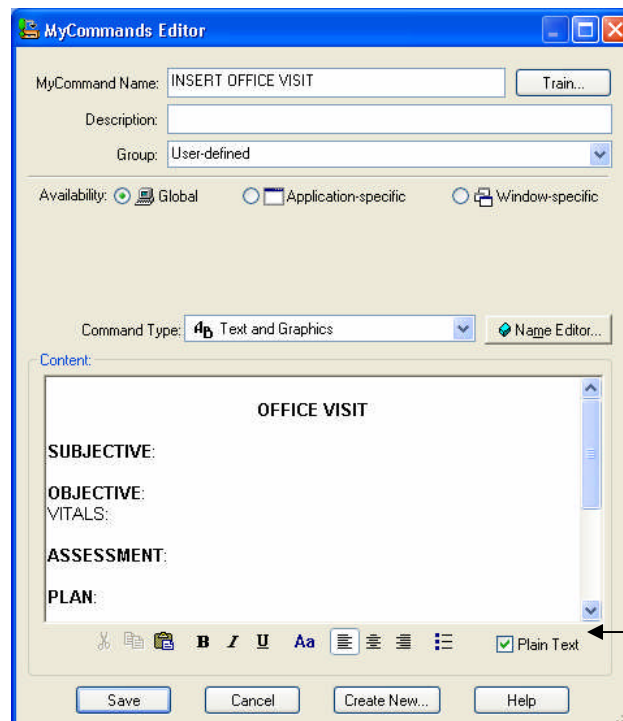 MyCommands Editor
MyCommand Name: INSERT OFFICE VISIT Train...
Description:
Group: User-defined
Availability: Global Application-specific Window-specific
Command Type: AB Text and Graphics Name Editor...
Content:
OFFICE VISIT
SUBJECTIVE:
OBJECTIVE:
VITALS:
ASSESSMENT:
PLAN:
B I U Aa Plain Text
Save Cancel Create New... Help